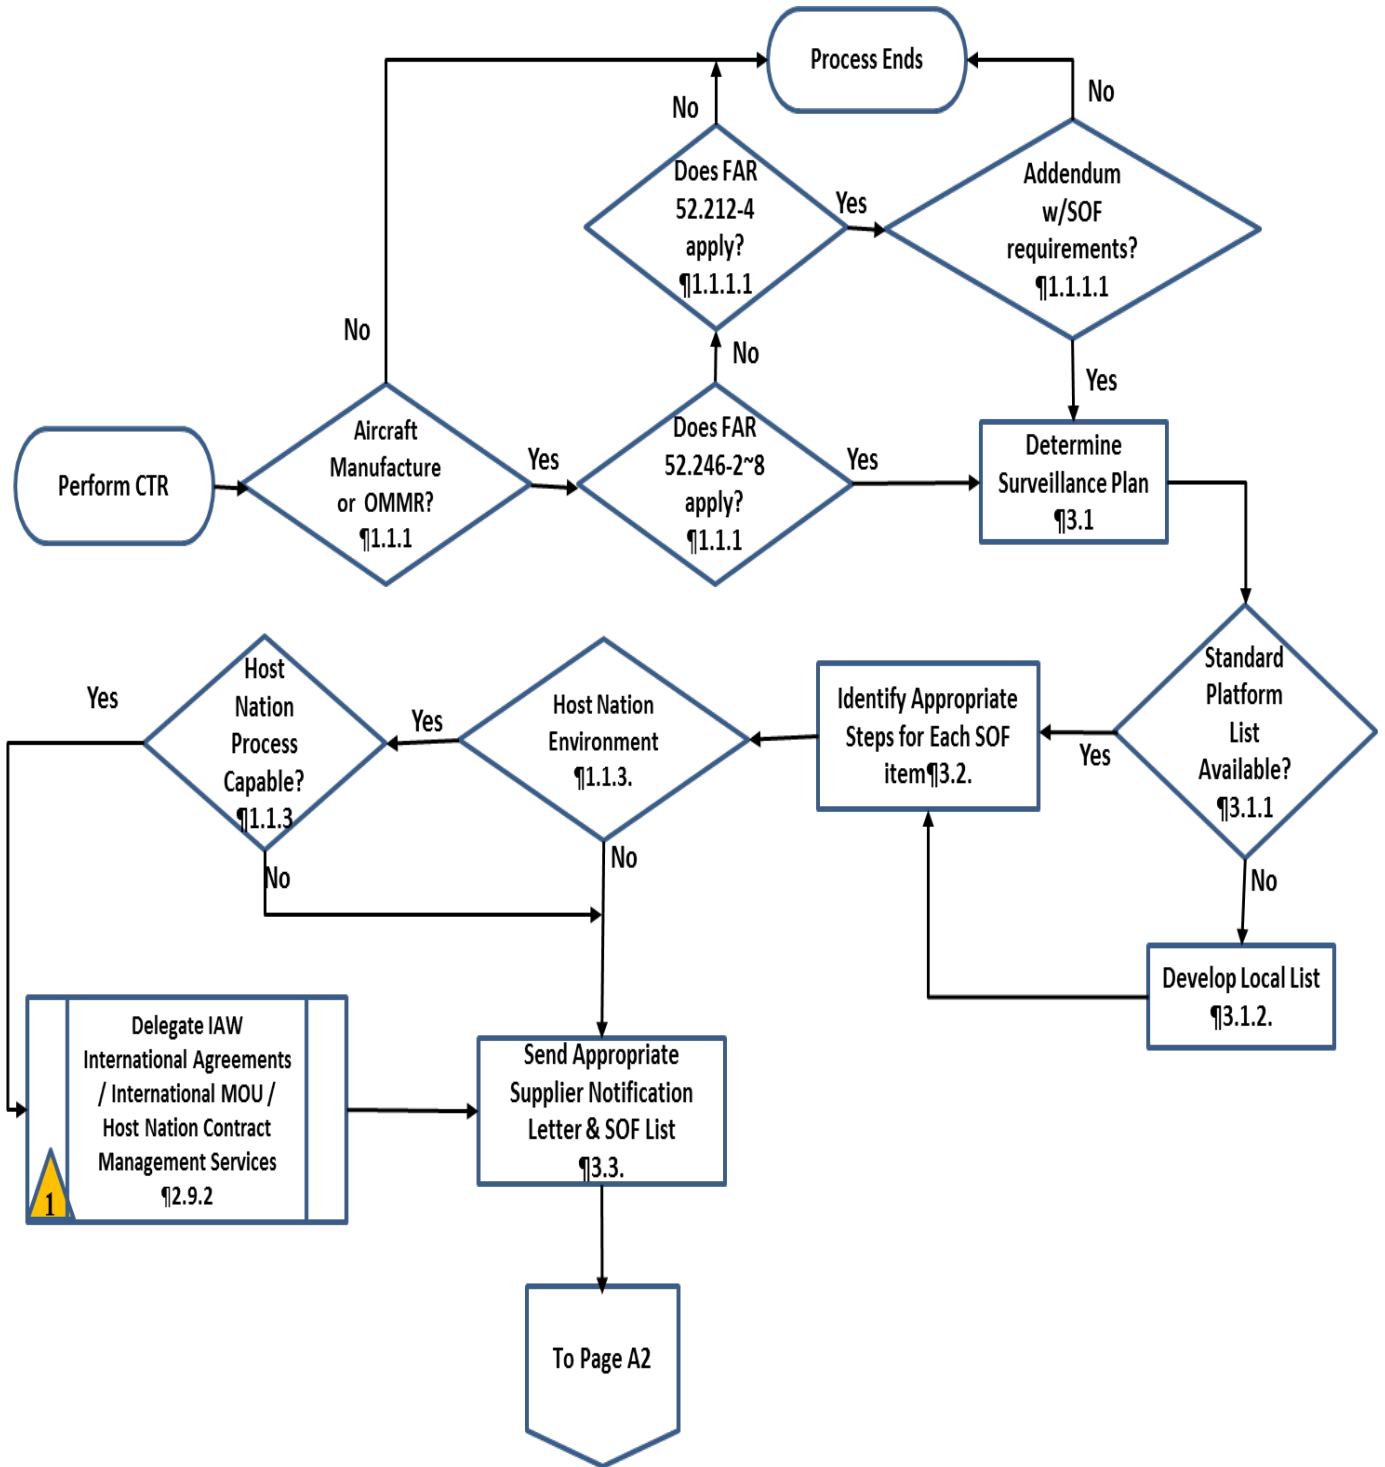 Process Ends
No
No
Does FAR
52.212-4
apply?
¶1.1.1.1
Yes
Addendum
w/SOF
requirements?
¶1.1.1.1
No
No
Yes
Perform CTR
Aircraft
Manufacture
or OMMR?
¶1.1.1
Yes
Does FAR
52.246-2~8
apply?
¶1.1.1
Yes
Determine
Surveillance Plan
¶3.1
Standard
Platform
List
Available?
¶3.1.1
Yes
No
Identify Appropriate
Steps for Each SOF
item¶3.2.
Host Nation
Environment
¶1.1.3.
Yes
No
Host
Nation
Process
Capable?
¶1.1.3
Yes
No
Develop Local List
¶3.1.2.
Delegate IAW
International Agreements
/ International MOU /
Host Nation Contract
Management Services
¶2.9.2
1
Send Appropriate
Supplier Notification
Letter & SOF List
¶3.3.
To Page A2